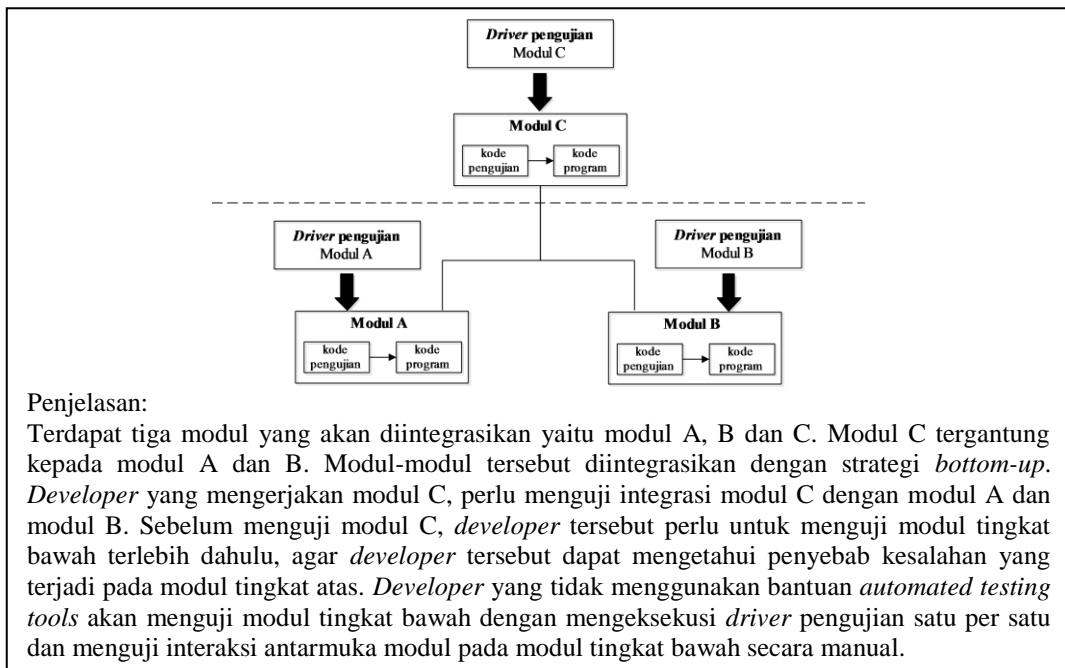 Driver pengujian
Modul C
Modul C
kode
pengujian
kode
program
Driver pengujian
Modul A
Driver pengujian
Modul B
Modul A
kode
pengujian
kode
program
Modul B
kode
pengujian
kode
program
Penjelasan:
Terdapat tiga modul yang akan diintegrasikan yaitu modul A, B dan C. Modul C tergantung
kepada modul A dan B. Modul-modul tersebut diintegrasikan dengan strategi bottom-up.
Developer yang mengerjakan modul C, perlu menguji integrasi modul C dengan modul A dan
modul B. Sebelum menguji modul C, developer tersebut perlu untuk menguji modul tingkat
bawah terlebih dahulu, agar developer tersebut dapat mengetahui penyebab kesalahan yang
terjadi pada modul tingkat atas. Developer yang tidak menggunakan bantuan automated testing
tools akan menguji modul tingkat bawah dengan mengeksekusi driver pengujian satu per satu
dan menguji interaksi antarmuka modul pada modul tingkat bawah secara manual.